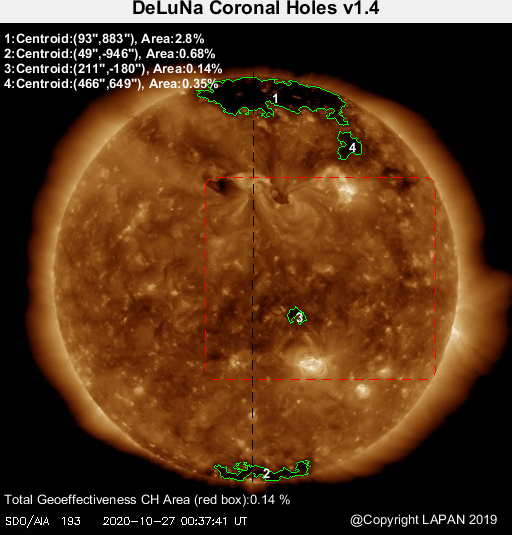 DeLuNa Coronal Holes v1.4
1:Centroid:(93",883"), Area:2.8%
2:Centroid:(49",-946"), Area:0.68%
3:Centroid:(211",-180"), Area:0.14%
4:Centroid:(466",649"), Area:0.35%
1
4
3
2
Total Geoeffectiveness CH Area (red box):0.14 %
SDO/AIA 193 2020-10-27 00:37:41 UT
@Copyright LAPAN 2019